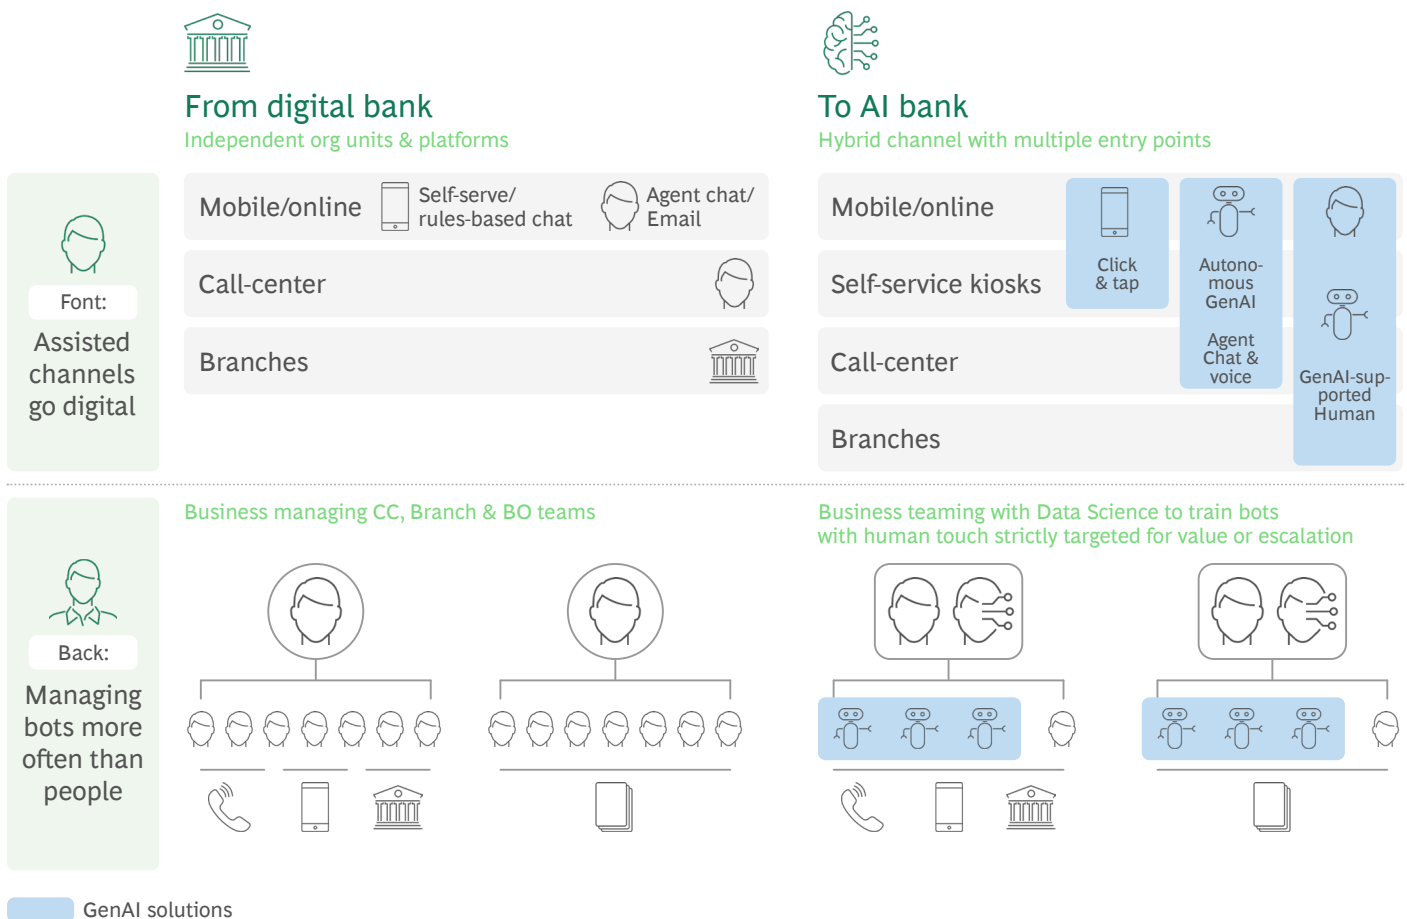 From digital bank
Independent org units & platforms
To AI bank
Hybrid channel with multiple entry points
Font:
Assisted
channels
go digital
Mobile/online
Self-serve/
rules-based chat
Agent chat/
Email
Call-center
Branches
Mobile/online
Self-service kiosks
Call-center
Branches
Click
& tap
Autono-
mous
GenAI
Agent
Chat &
voice
GenAI-sup-
ported
Human
Back:
Managing
bots more
often than
people
Business managing CC, Branch & BO teams
Business teaming with Data Science to train bots
with human touch strictly targeted for value or escalation
GenAI solutions